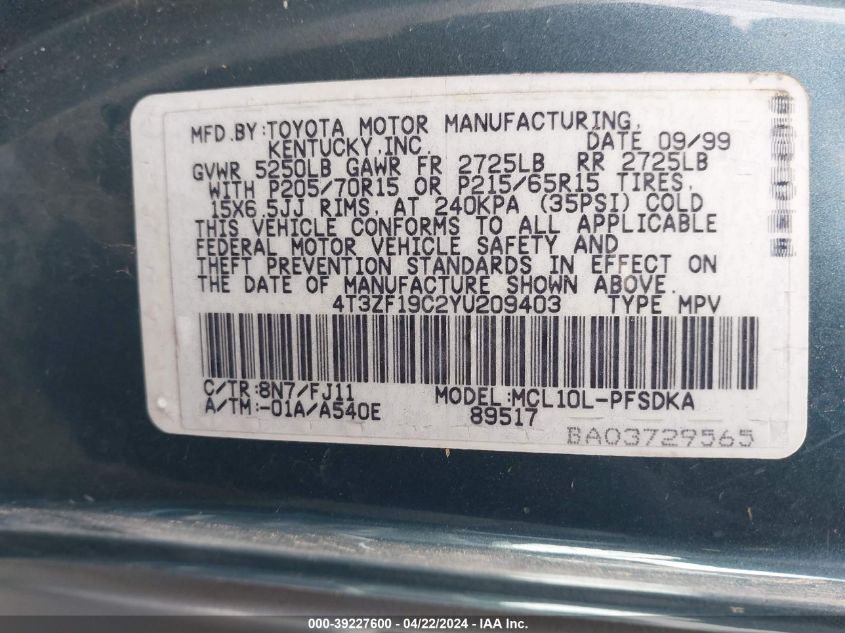 MFD.BY:TOYOTA MOTOR MANUFACTURING,
KENTUCKY,INC. DATE 09/99
GVWR 5250LB GAWR FR 2725LB RR 2725LB
WITH P205/70R15 OR P215/65R15 TIRES,
15X6.5JJ RIMS, AT 240KPA (35PSI) COLD
THIS VEHICLE CONFORMS TO ALL APPLICABLE
FEDERAL MOTOR VEHICLE SAFETY AND
THEFT PREVENTION STANDARDS IN EFFECT ON
THE DATE OF MANUFACTURE SHOWN ABOVE.
4T3ZF19C2YU209403 TYPE MPV
C/TR:8N7/FJ11 MODEL:MCL10L-PFSDKA
A/TM:-01A/A540E 89517
BA03729565
000-39227600 - 04/22/2024 - IAA Inc.